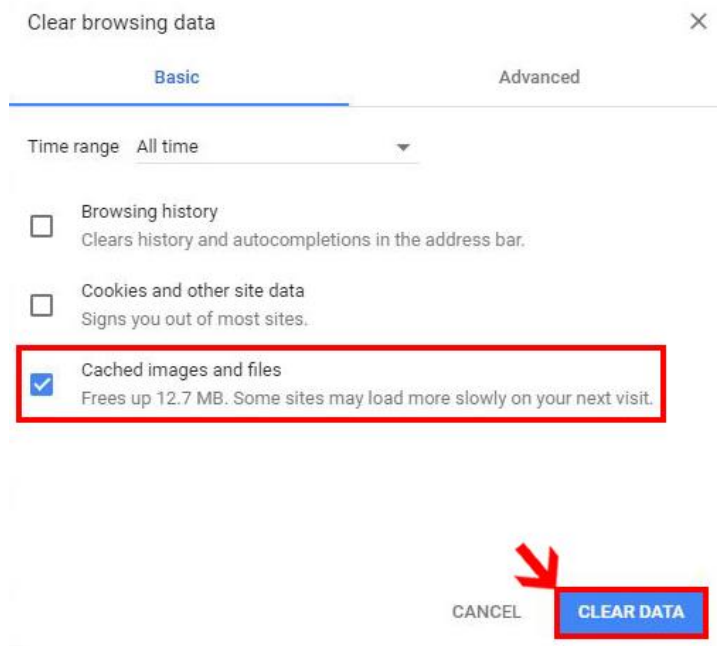 Clear browsing data
Basic Advanced
Time range All time
Browsing history
Clears history and autocompletions in the address bar.
Cookies and other site data
Signs you out of most sites.
Cached images and files
Frees up 12.7 MB. Some sites may load more slowly on your next visit.
CANCEL CLEAR DATA